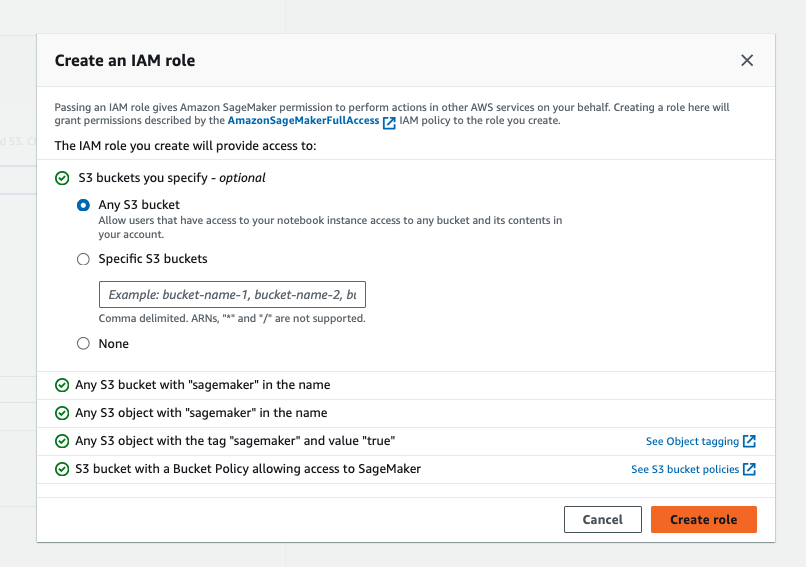 Create an IAM role
Passing an IAM role gives Amazon SageMaker permission to perform actions in other AWS services on your behalf. Creating a role here will
grant permissions described by the AmazonSageMakerFullAccess IAM policy to the role you create.
The IAM role you create will provide access to:
S3 buckets you specify - optional
Any S3 bucket
Allow users that have access to your notebook instance access to any bucket and its contents in
your account.
Specific S3 buckets
Example: bucket-name-1, bucket-name-2, bu
Comma delimited. ARNs, "*" and "/" are not supported.
None
Any S3 bucket with "sagemaker" in the name
Any S3 object with "sagemaker" in the name
Any S3 object with the tag "sagemaker" and value "true" See Object tagging
S3 bucket with a Bucket Policy allowing access to SageMaker See S3 bucket policies
Cancel Create role